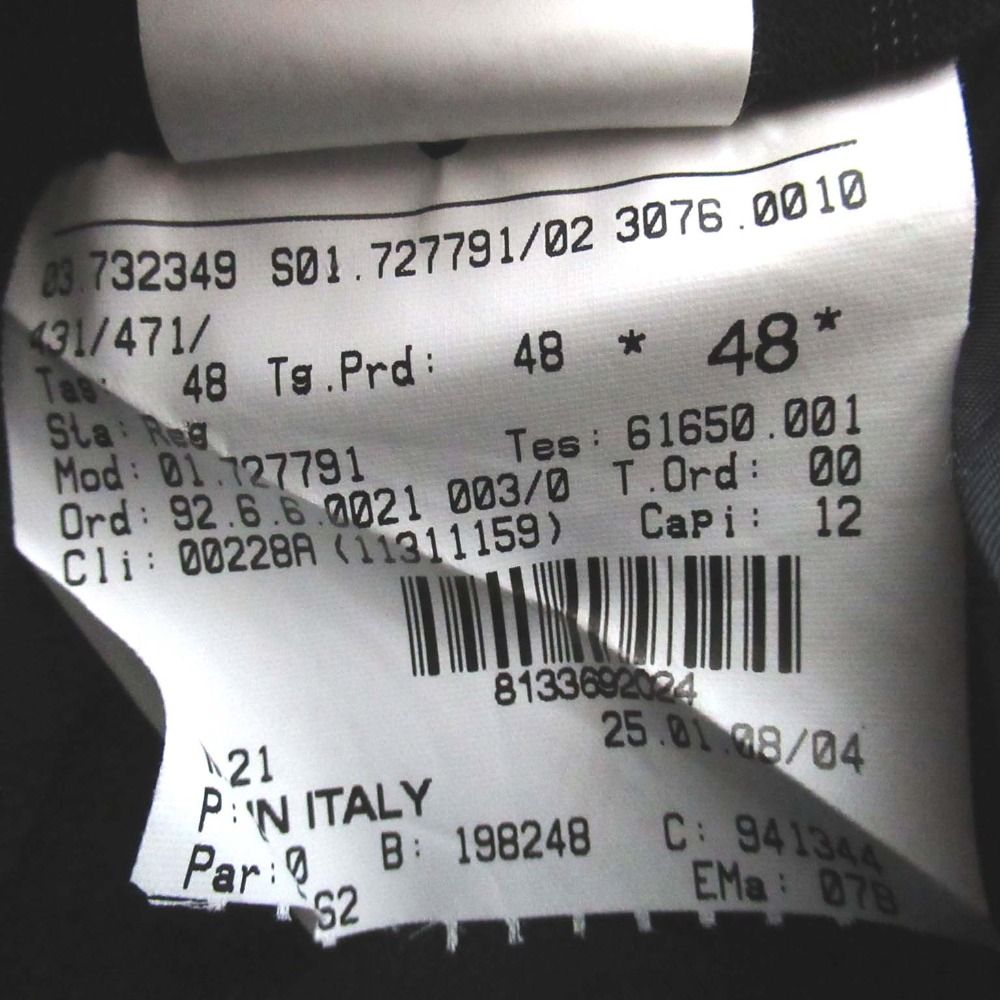 03.732349 S01.727791/02 3076.0010
431/471/
Tag: 48 Tg.Prd: 48 * 48*
Sta: Reg Tes: 61650.001
Mod: 01.727791 T.Ord: 00
Ord: 92.6.6.0021 003/0 Capi: 12
Cli: 00228A (11311159)
8133692024
25.01.08/04
21
P: IN ITALY
Par:0 B: 198248 C: 941344
S2 EMa: 078